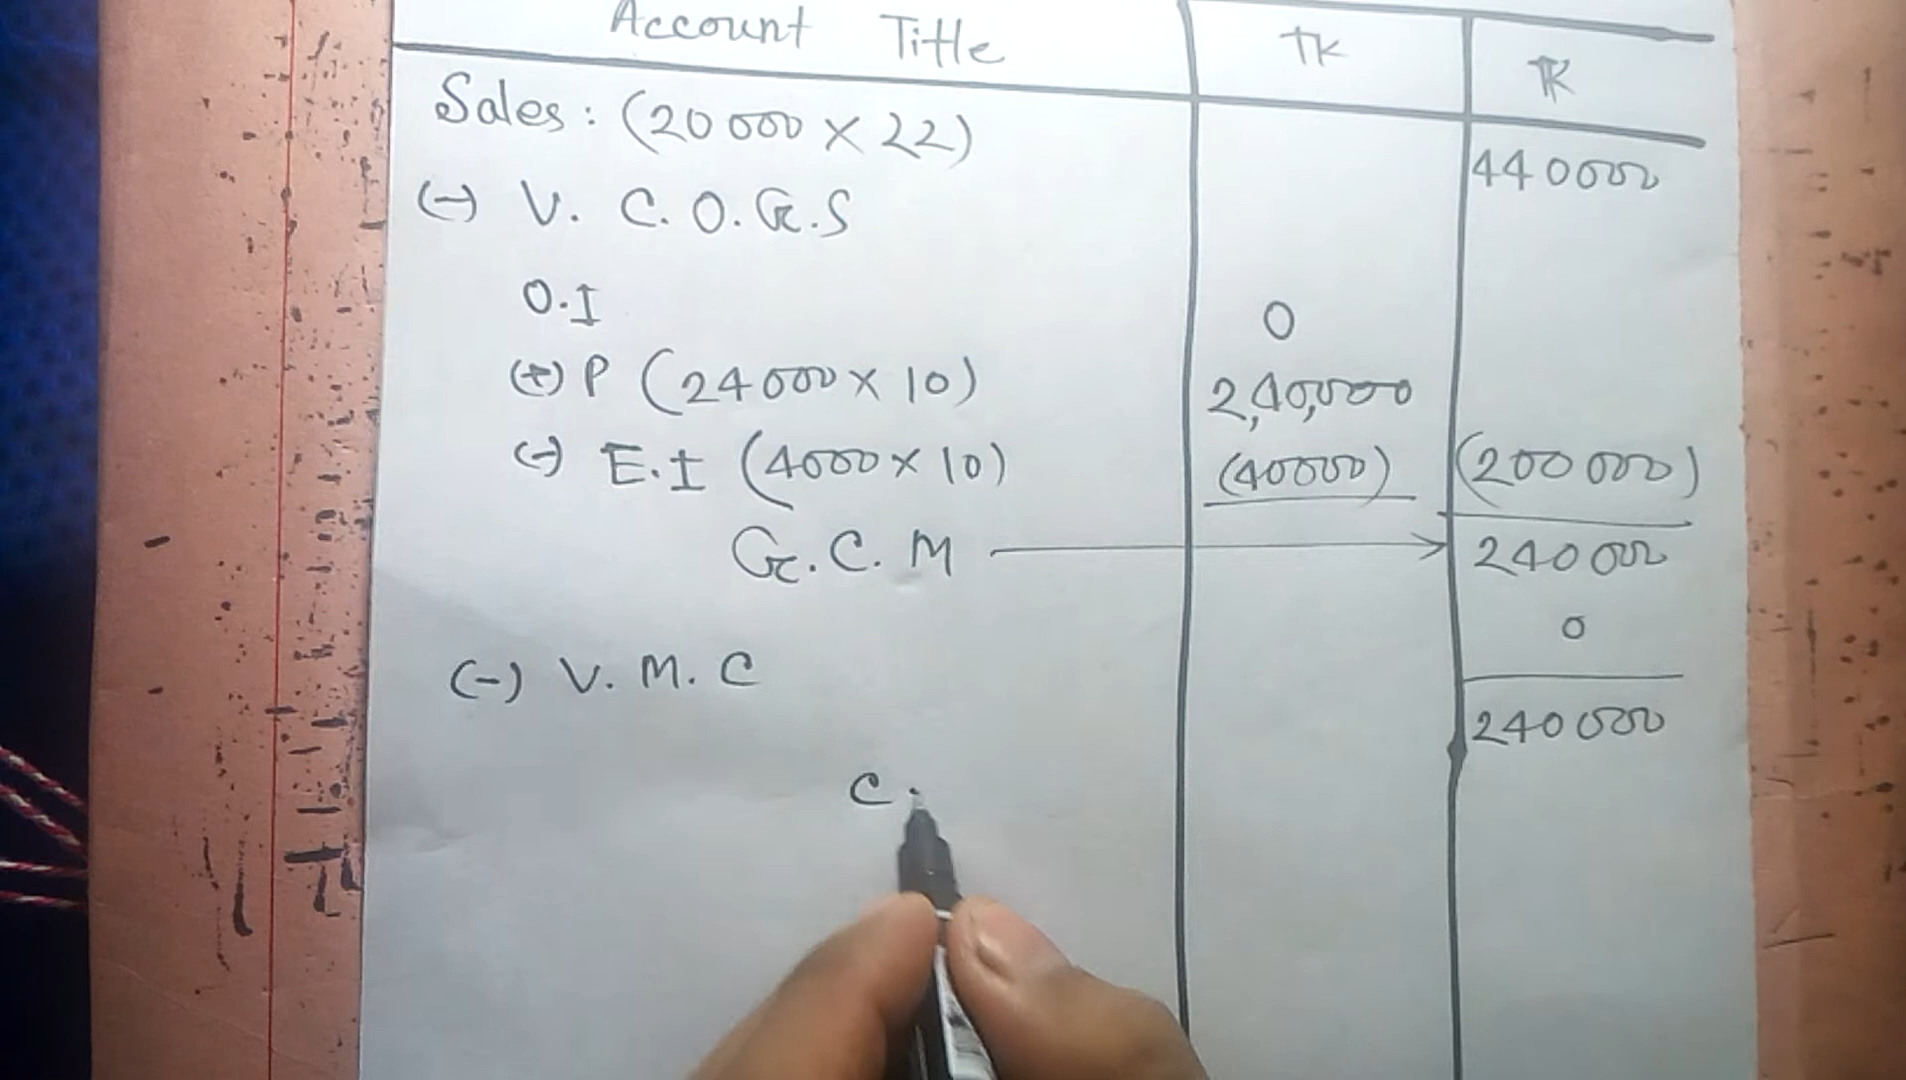 Account Title TK TK
Sales: (20000 × 22) 440000
(-) V. C. O. G. S
O.I 0
(+) P (24000 × 10) 2,40,000
(-) E.I (4000 × 10) (40000) (200000)
G. C. M 240000
(-) V. M. C 0
240000
C.